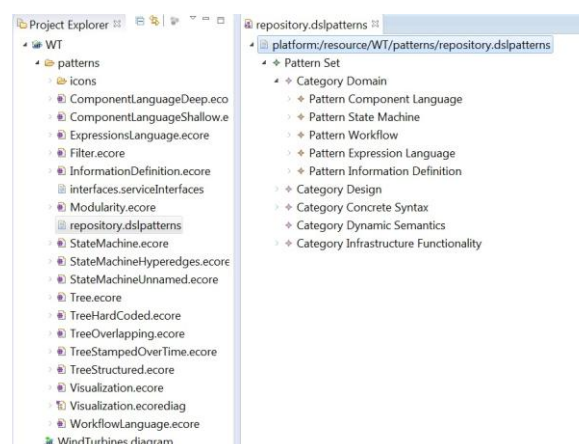 Project Explorer
WT
patterns
icons
ComponentLanguageDeep.eco
ComponentLanguageShallow.e
ExpressionsLanguage.ecore
Filter.ecore
InformationDefinition.ecore
interfaces.serviceInterfaces
Modularity.ecore
repository.dslpatterns
StateMachine.ecore
StateMachineHyperedges.ecore
StateMachineUnnamed.ecore
Tree.ecore
TreeHardCoded.ecore
TreeOverlapping.ecore
TreeStampedOverTime.ecore
TreeStructured.ecore
Visualization.ecore
Visualization.ecorediag
WorkflowLanguage.ecore
WindTurbines.diagram
repository.dslpatterns
platform:/resource/WT/patterns/repository.dslpatterns
Pattern Set
Category Domain
Pattern Component Language
Pattern State Machine
Pattern Workflow
Pattern Expression Language
Pattern Information Definition
Category Design
Category Concrete Syntax
Category Dynamic Semantics
Category Infrastructure Functionality